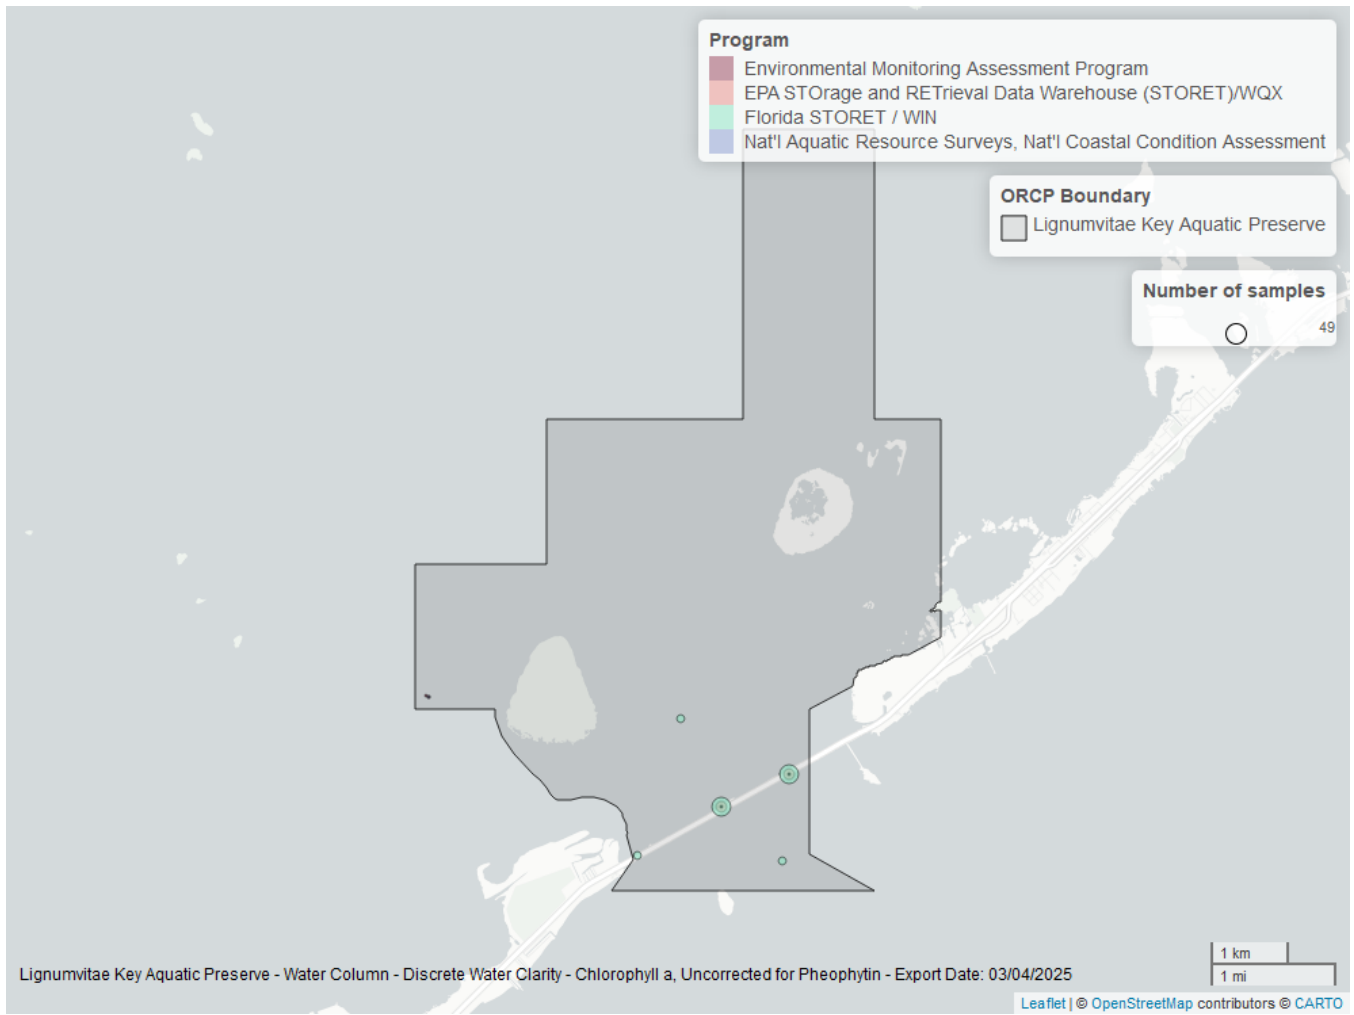 Program
Environmental Monitoring Assessment Program
EPA STOrage and RETrieval Data Warehouse (STORET)/WQX
Florida STORET / WIN
Nat'l Aquatic Resource Surveys, Nat'l Coastal Condition Assessment
ORCP Boundary
Lignumvitae Key Aquatic Preserve
Number of samples
49
1 km
1 mi
Lignumvitae Key Aquatic Preserve - Water Column - Discrete Water Clarity - Chlorophyll a, Uncorrected for Pheophytin - Export Date: 03/04/2025
Leaflet | © OpenStreetMap contributors © CARTO